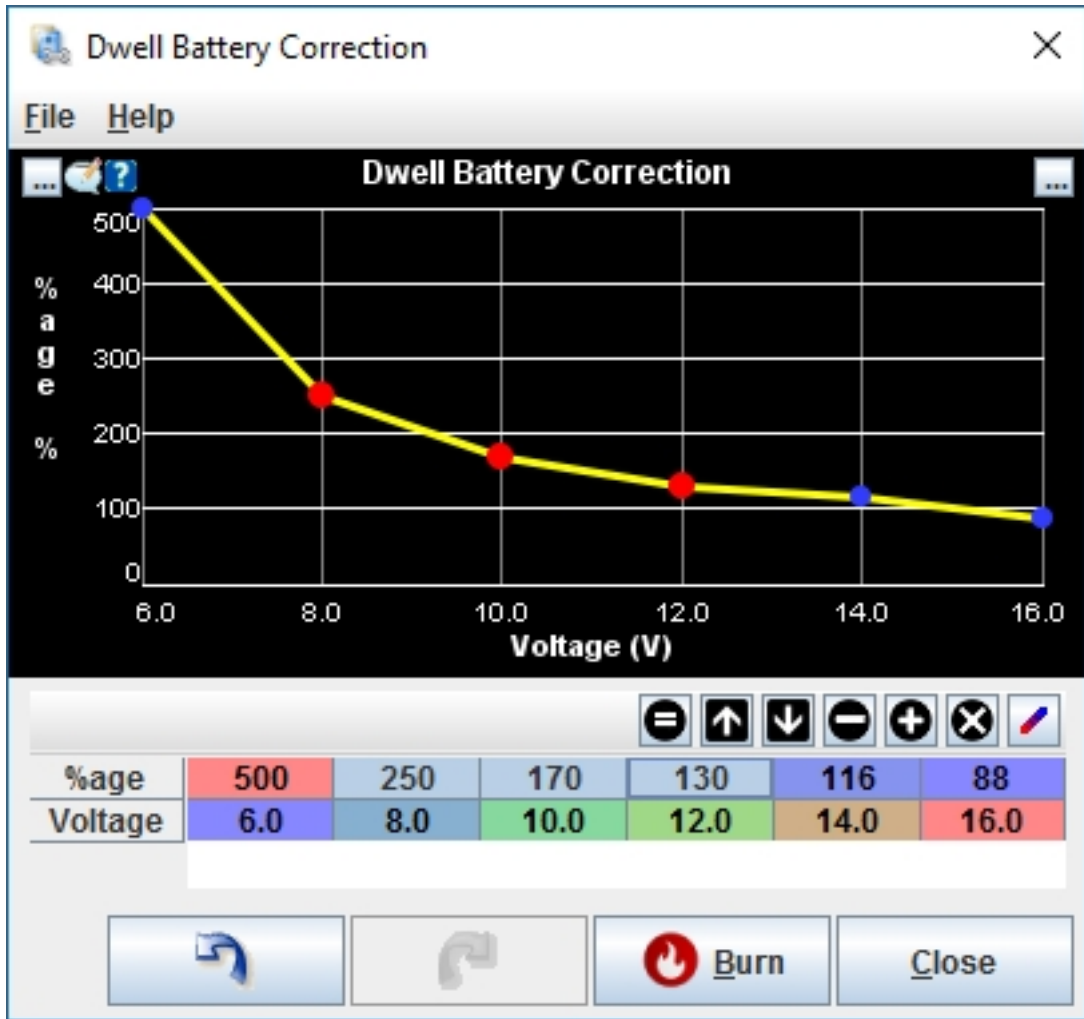 Dwell Battery Correction
File Help
... ? Dwell Battery Correction ...
%age %
500
400
300
200
100
0
6.0 8.0 10.0 12.0 14.0 16.0
Voltage (V)
%age 500 250 170 130 116 88
Voltage 6.0 8.0 10.0 12.0 14.0 16.0
Burn Close